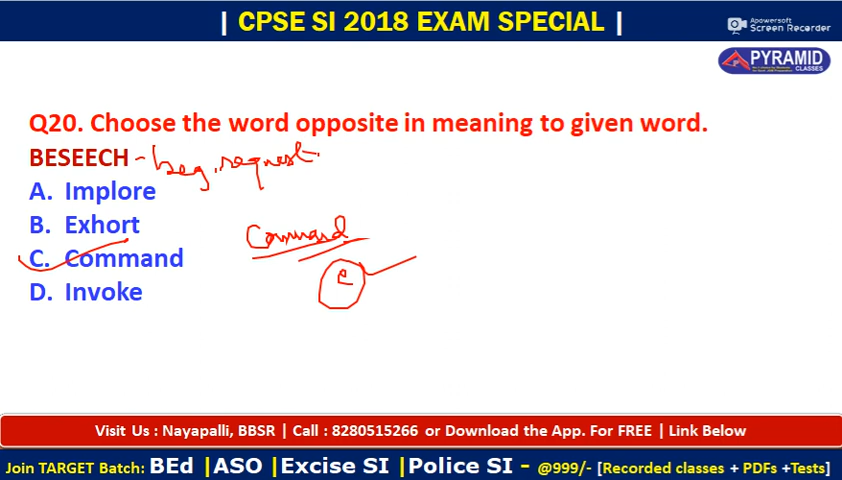 | CPSE SI 2018 EXAM SPECIAL |
Apowersoft
Screen Recorder
PYRAMID
CLASSES
Q20. Choose the word opposite in meaning to given word.
BESEECH - beg, request.
A. Implore
B. Exhort
Command
C. Command
C
D. Invoke
Visit Us : Nayapalli, BBSR | Call : 8280515266 or Download the App. For FREE | Link Below
Join TARGET Batch: BEd |ASO |Excise SI |Police SI - @999/- [Recorded classes + PDFs +Tests]